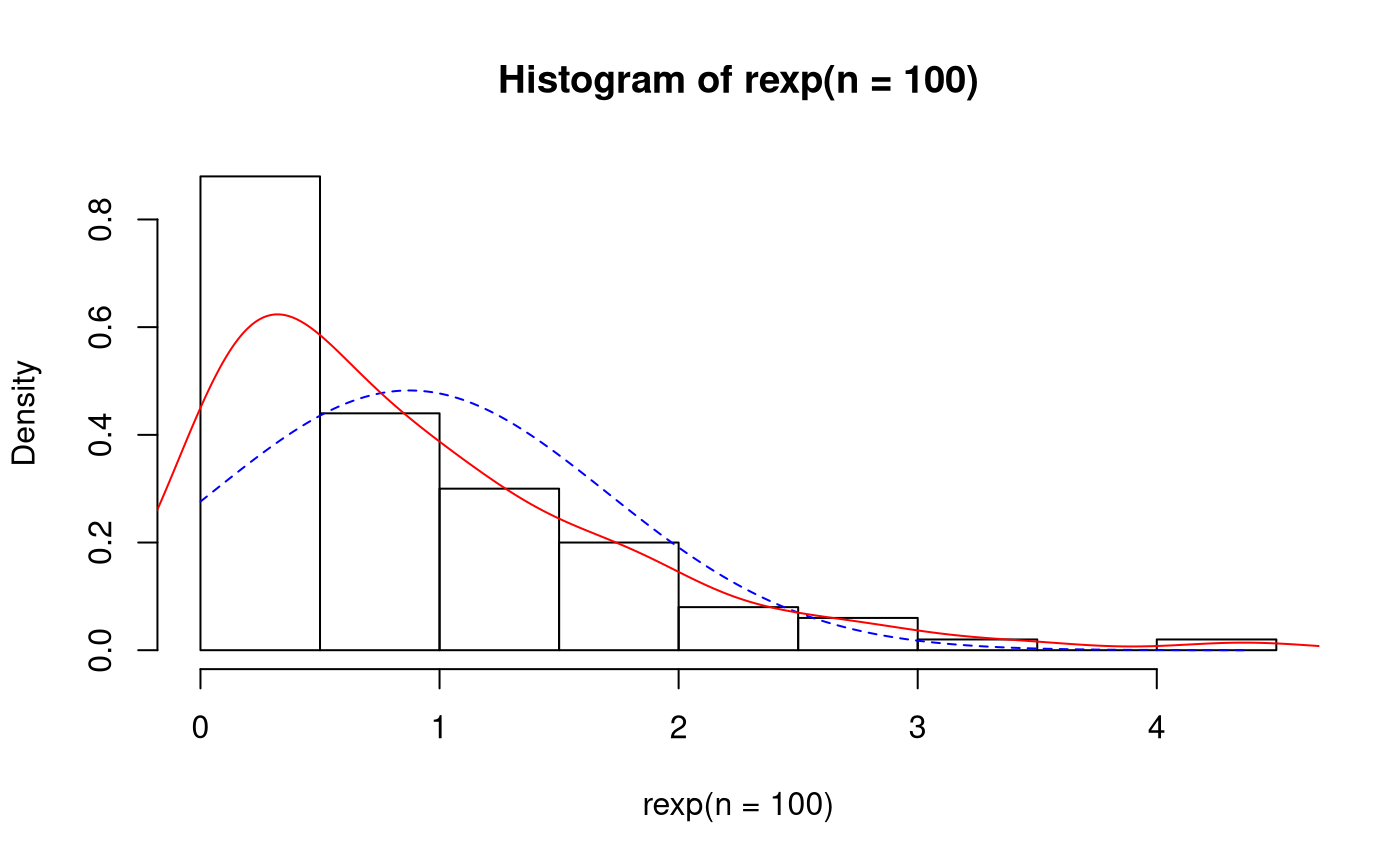 Histogram of rexp(n = 100)
Density
0.8
0.6
0.4
0.2
0.0
0 1 2 3 4
rexp(n = 100)